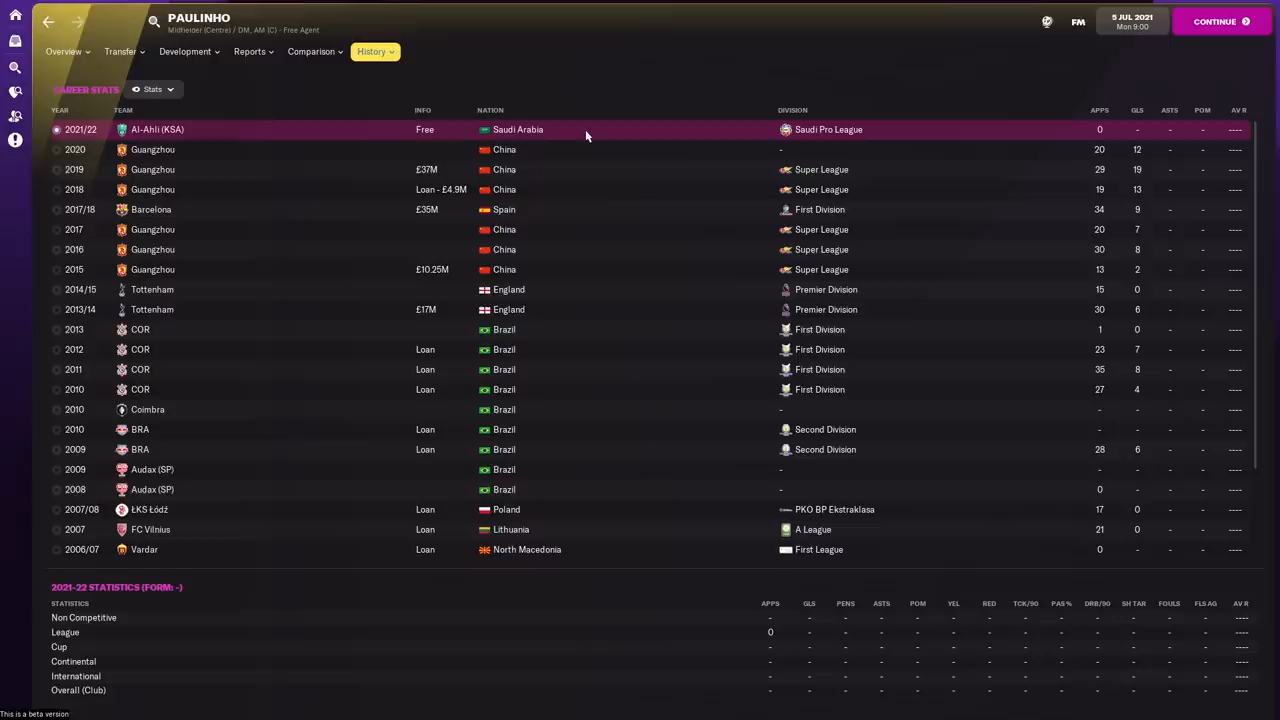 PAULINHO
Midfielder (Centre) / DM, AM (C) - Free Agent
FM
5 JUL 2021
Mon 9:00
CONTINUE
Overview Transfer Development Reports Comparison History
CAREER STATS Stats
YEAR TEAM INFO NATION DIVISION APPS GLS ASTS POM AV R
2021/22 Al-Ahli (KSA) Free Saudi Arabia Saudi Pro League 0 - - - ----
2020 Guangzhou China - 20 12 - - ----
2019 Guangzhou £37M China Super League 29 19 - - ----
2018 Guangzhou Loan - £4.9M China Super League 19 13 - - ----
2017/18 Barcelona £35M Spain First Division 34 9 - - ----
2017 Guangzhou China Super League 20 7 - - ----
2016 Guangzhou China Super League 30 8 - - ----
2015 Guangzhou £10.25M China Super League 13 2 - - ----
2014/15 Tottenham England Premier Division 15 0 - - ----
2013/14 Tottenham £17M England Premier Division 30 6 - - ----
2013 COR Brazil First Division 1 0 - - ----
2012 COR Loan Brazil First Division 23 7 - - ----
2011 COR Loan Brazil First Division 35 8 - - ----
2010 COR Loan Brazil First Division 27 4 - - ----
2010 Coimbra Brazil - - - - - ----
2010 BRA Loan Brazil Second Division - - - - ----
2009 BRA Loan Brazil Second Division 28 6 - - ----
2009 Audax (SP) Brazil - - - - - ----
2008 Audax (SP) Brazil - 0 - - - ----
2007/08 ŁKS Łódź Loan Poland PKO BP Ekstraklasa 17 0 - - ----
2007 FC Vilnius Loan Lithuania A League 21 0 - - ----
2006/07 Vardar Loan North Macedonia First League 0 - - - ----
2021-22 STATISTICS (FORM: -)
STATISTICS APPS GLS PENS ASTS POM YEL RED TCK/90 PAS % DRB/90 SH TAR FOULS FLS AG AV R
Non Competitive - - - - - - - - - - - - - ----
League 0 - - - - - - - - - - - - ----
Cup - - - - - - - - - - - - - ----
Continental - - - - - - - - - - - - - ----
International - - - - - - - - - - - - - ----
Overall (Club) - - - - - - - - - - - - - ----
This is a beta version